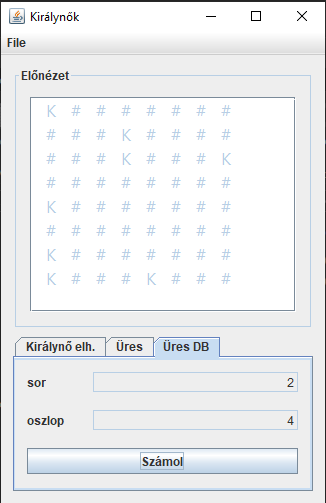 Királynők
File
Előnézet
K # # # # # # #
# # # K # # # #
# # # K # # # K
# # # # # # # #
K # # # # # # #
# # # # # # # #
K # # # # # # #
K # # # K # # #
Királynő elh. Üres Üres DB
sor 2
oszlop 4
Számol